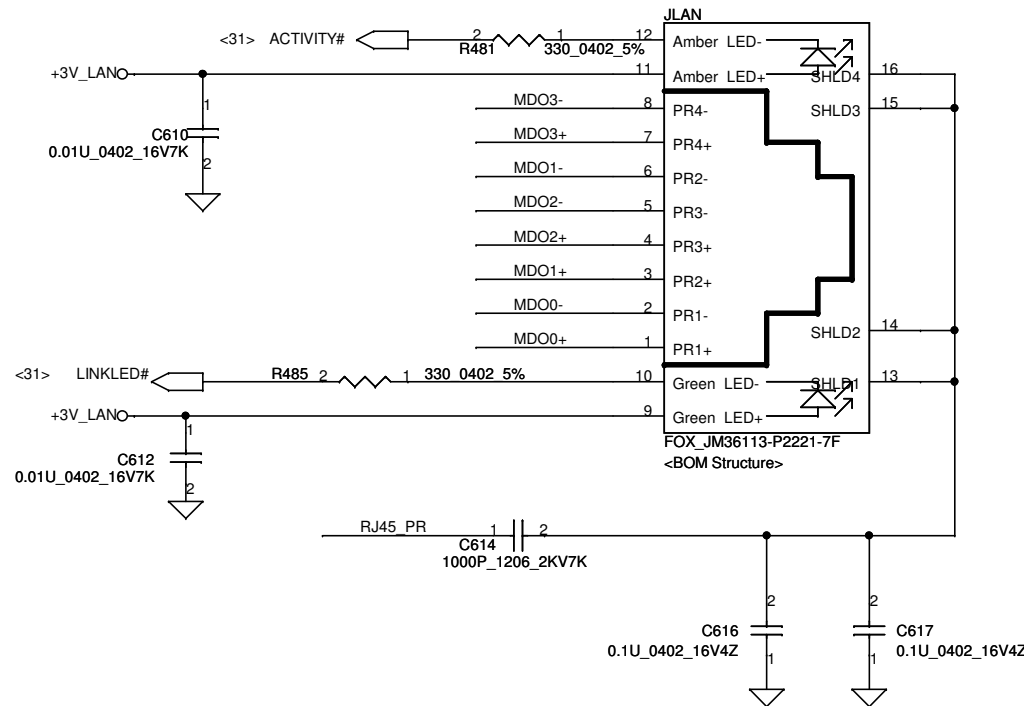 JLAN
<31> ACTIVITY# 2 R481 1 330_0402_5% 12 Amber LED-
+3V_LAN 11 Amber LED+ SHLD4 16
MDO3- 8 PR4- SHLD3 15
1 C610 0.01U_0402_16V7K 2
MDO3+ 7 PR4+
MDO1- 6 PR2-
MDO2- 5 PR3-
MDO2+ 4 PR3+
MDO1+ 3 PR2+
MDO0- 2 PR1- SHLD2 14
MDO0+ 1 PR1+
<31> LINKLED# R485 2 1 330_0402_5% 10 Green LED- SHLD1 13
+3V_LAN 9 Green LED+
1 C612 0.01U_0402_16V7K 2
FOX_JM36113-P2221-7F
<BOM Structure>
RJ45_PR 1 C614 2
1000P_1206_2KV7K
2 2
C616 C617
0.1U_0402_16V4Z 0.1U_0402_16V4Z
1 1